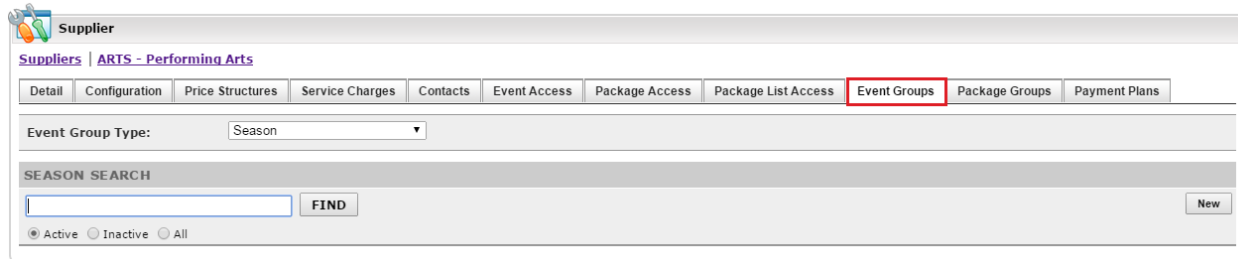 Supplier
Suppliers | ARTS - Performing Arts
Detail Configuration Price Structures Service Charges Contacts Event Access Package Access Package List Access Event Groups Package Groups Payment Plans
Event Group Type: Season
SEASON SEARCH
FIND New
Active Inactive All